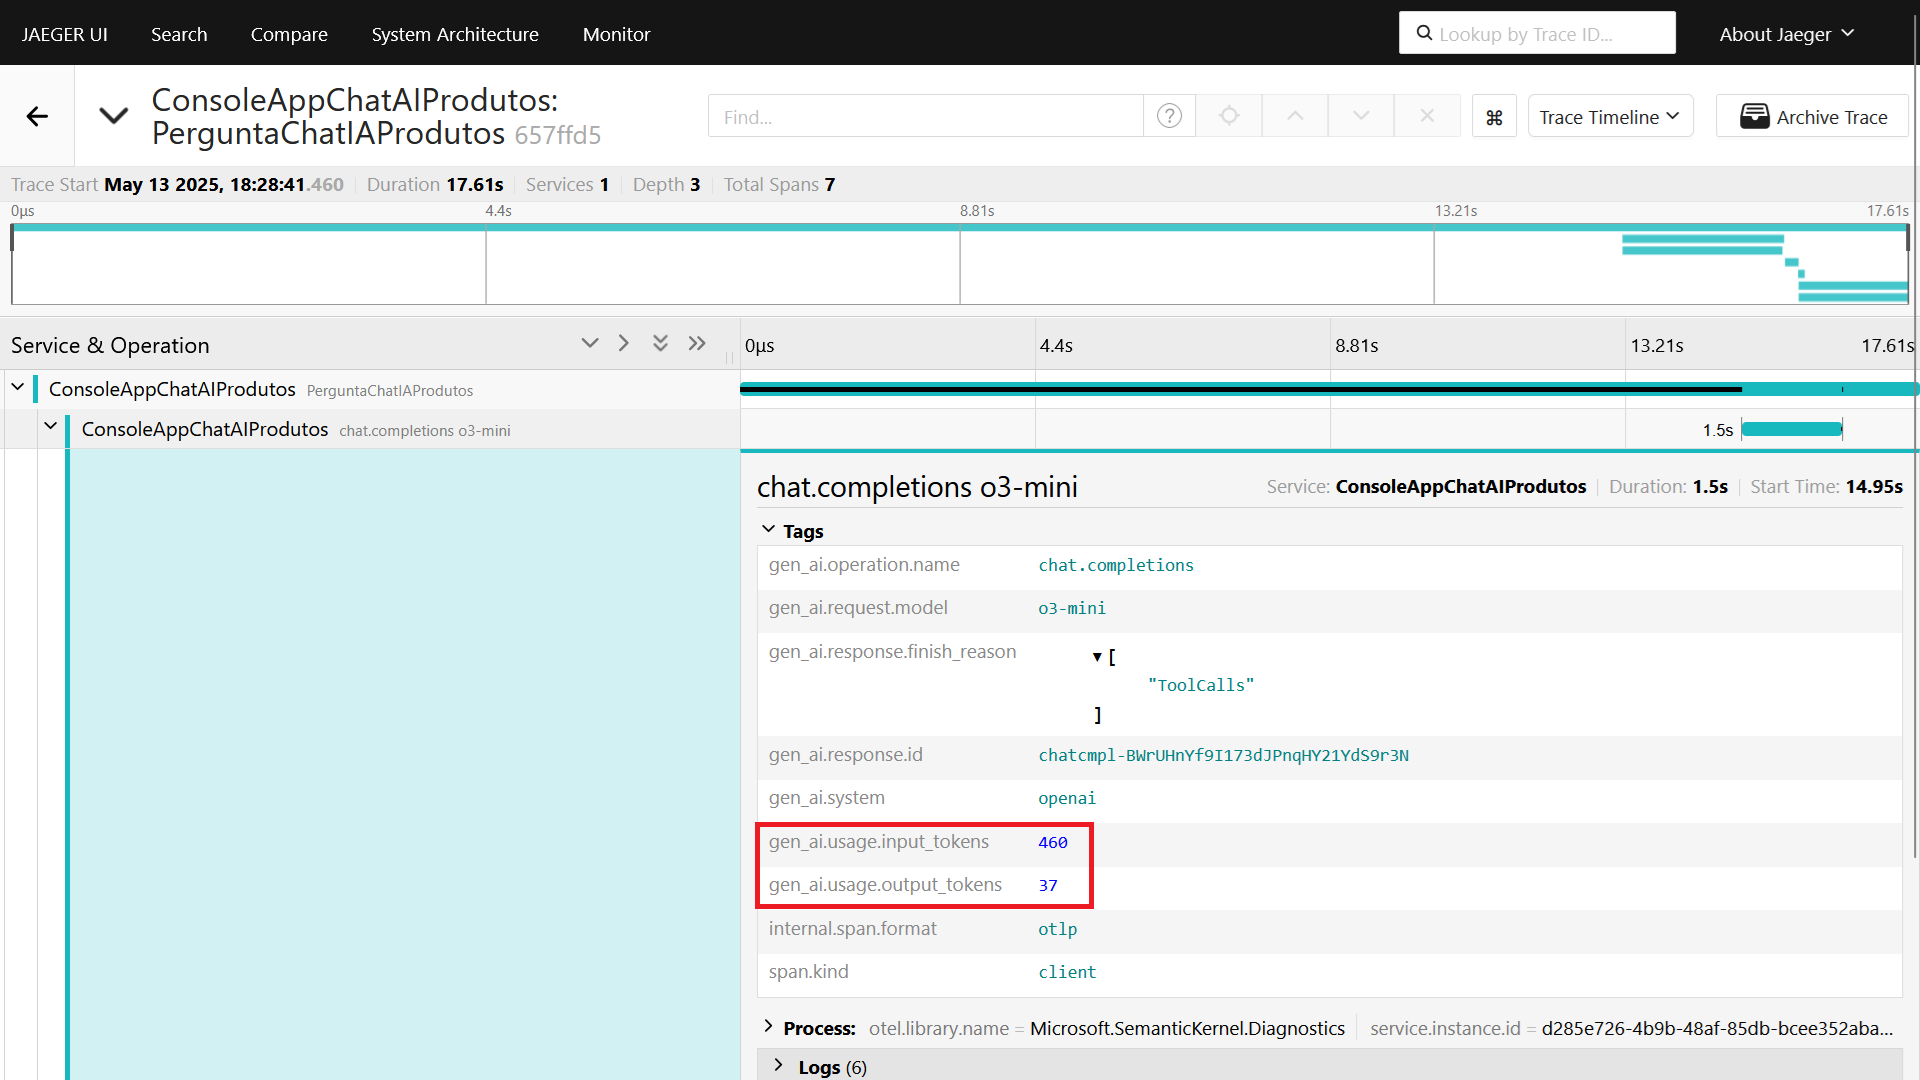 JAEGER UI Search Compare System Architecture Monitor Lookup by Trace ID... About Jaeger
ConsoleAppChatAIProdutos:
PerguntaChatIAProdutos 657ffd5
Find... ? ⌘ Trace Timeline Archive Trace
Trace Start May 13 2025, 18:28:41.460 Duration 17.61s Services 1 Depth 3 Total Spans 7
0μs 4.4s 8.81s 13.21s 17.61s
Service & Operation 0μs 4.4s 8.81s 13.21s 17.61s
ConsoleAppChatAIProdutos PerguntaChatIAProdutos
ConsoleAppChatAIProdutos chat.completions o3-mini 1.5s
chat.completions o3-mini Service: ConsoleAppChatAIProdutos Duration: 1.5s Start Time: 14.95s
Tags
gen_ai.operation.name chat.completions
gen_ai.request.model o3-mini
gen_ai.response.finish_reason [
"ToolCalls"
]
gen_ai.response.id chatcmpl-BWrUHnYf9I173dJPnqHY21YdS9r3N
gen_ai.system openai
gen_ai.usage.input_tokens 460
gen_ai.usage.output_tokens 37
internal.span.format otlp
span.kind client
Process: otel.library.name = Microsoft.SemanticKernel.Diagnostics service.instance.id = d285e726-4b9b-48af-85db-bcee352aba...
Logs (6)